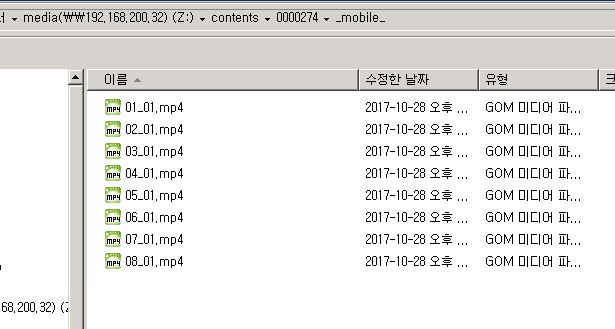 media(₩₩192,168,200,32) (Z:) contents 0000274 _mobile_
이름 수정한 날짜 유형
01_01,mp4 2017-10-28 오후 ... GOM 미디어 파...
02_01,mp4 2017-10-28 오후 ... GOM 미디어 파...
03_01,mp4 2017-10-28 오후 ... GOM 미디어 파...
04_01,mp4 2017-10-28 오후 ... GOM 미디어 파...
05_01,mp4 2017-10-28 오후 ... GOM 미디어 파...
06_01,mp4 2017-10-28 오후 ... GOM 미디어 파...
07_01,mp4 2017-10-28 오후 ... GOM 미디어 파...
08_01,mp4 2017-10-28 오후 ... GOM 미디어 파...
68,200,32) (Z